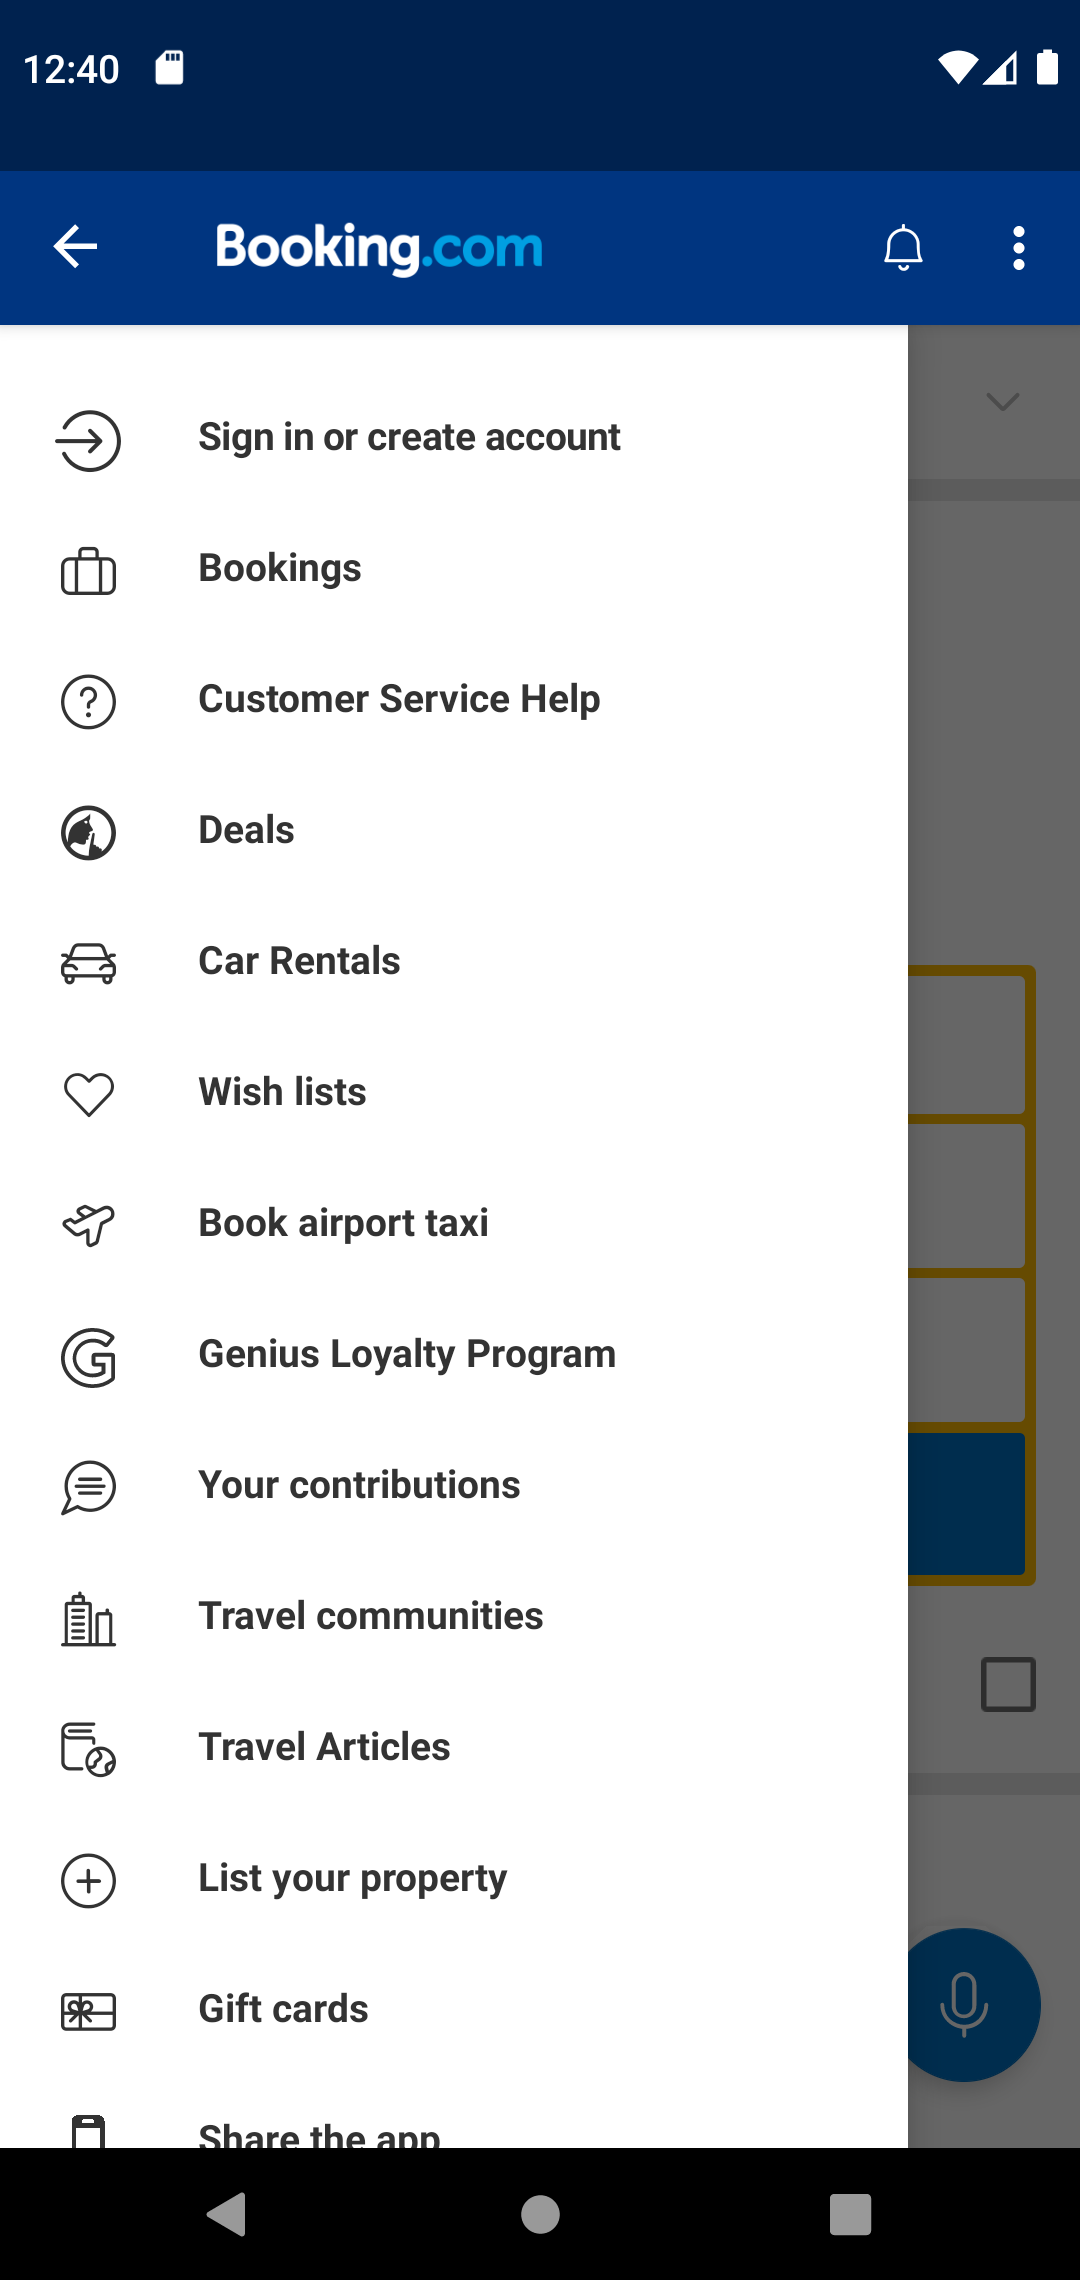 12:40
Booking.com
Sign in or create account
Bookings
Customer Service Help
Deals
Car Rentals
Wish lists
Book airport taxi
Genius Loyalty Program
Your contributions
Travel communities
Travel Articles
List your property
Gift cards
Share the app